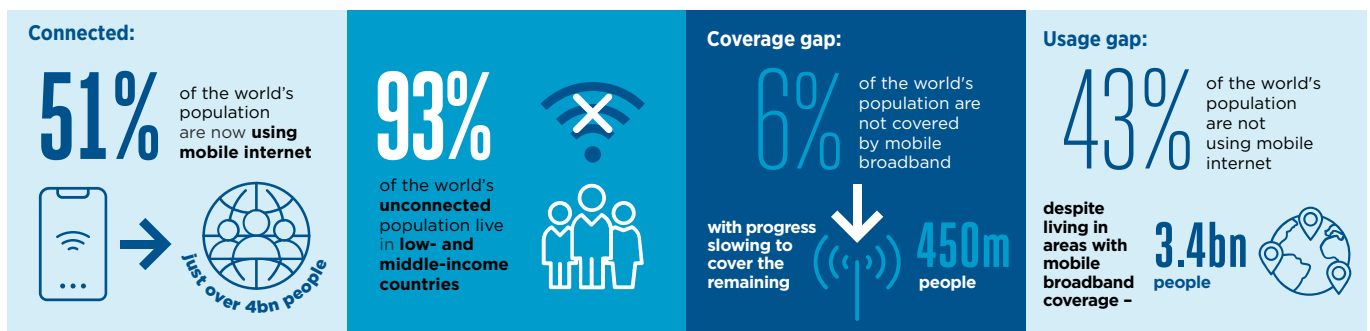 Connected:
51%
of the world's
population
are now using
mobile internet
just over 4bn people
93%
of the world's
unconnected
population live
in low- and
middle-income
countries
Coverage gap:
6%
of the world's
population are
not covered
by mobile
broadband
with progress
slowing to
cover the
remaining
450m
people
Usage gap:
43%
of the world's
population
are not
using mobile
internet
despite
living in
areas with
mobile
broadband
coverage –
3.4bn
people